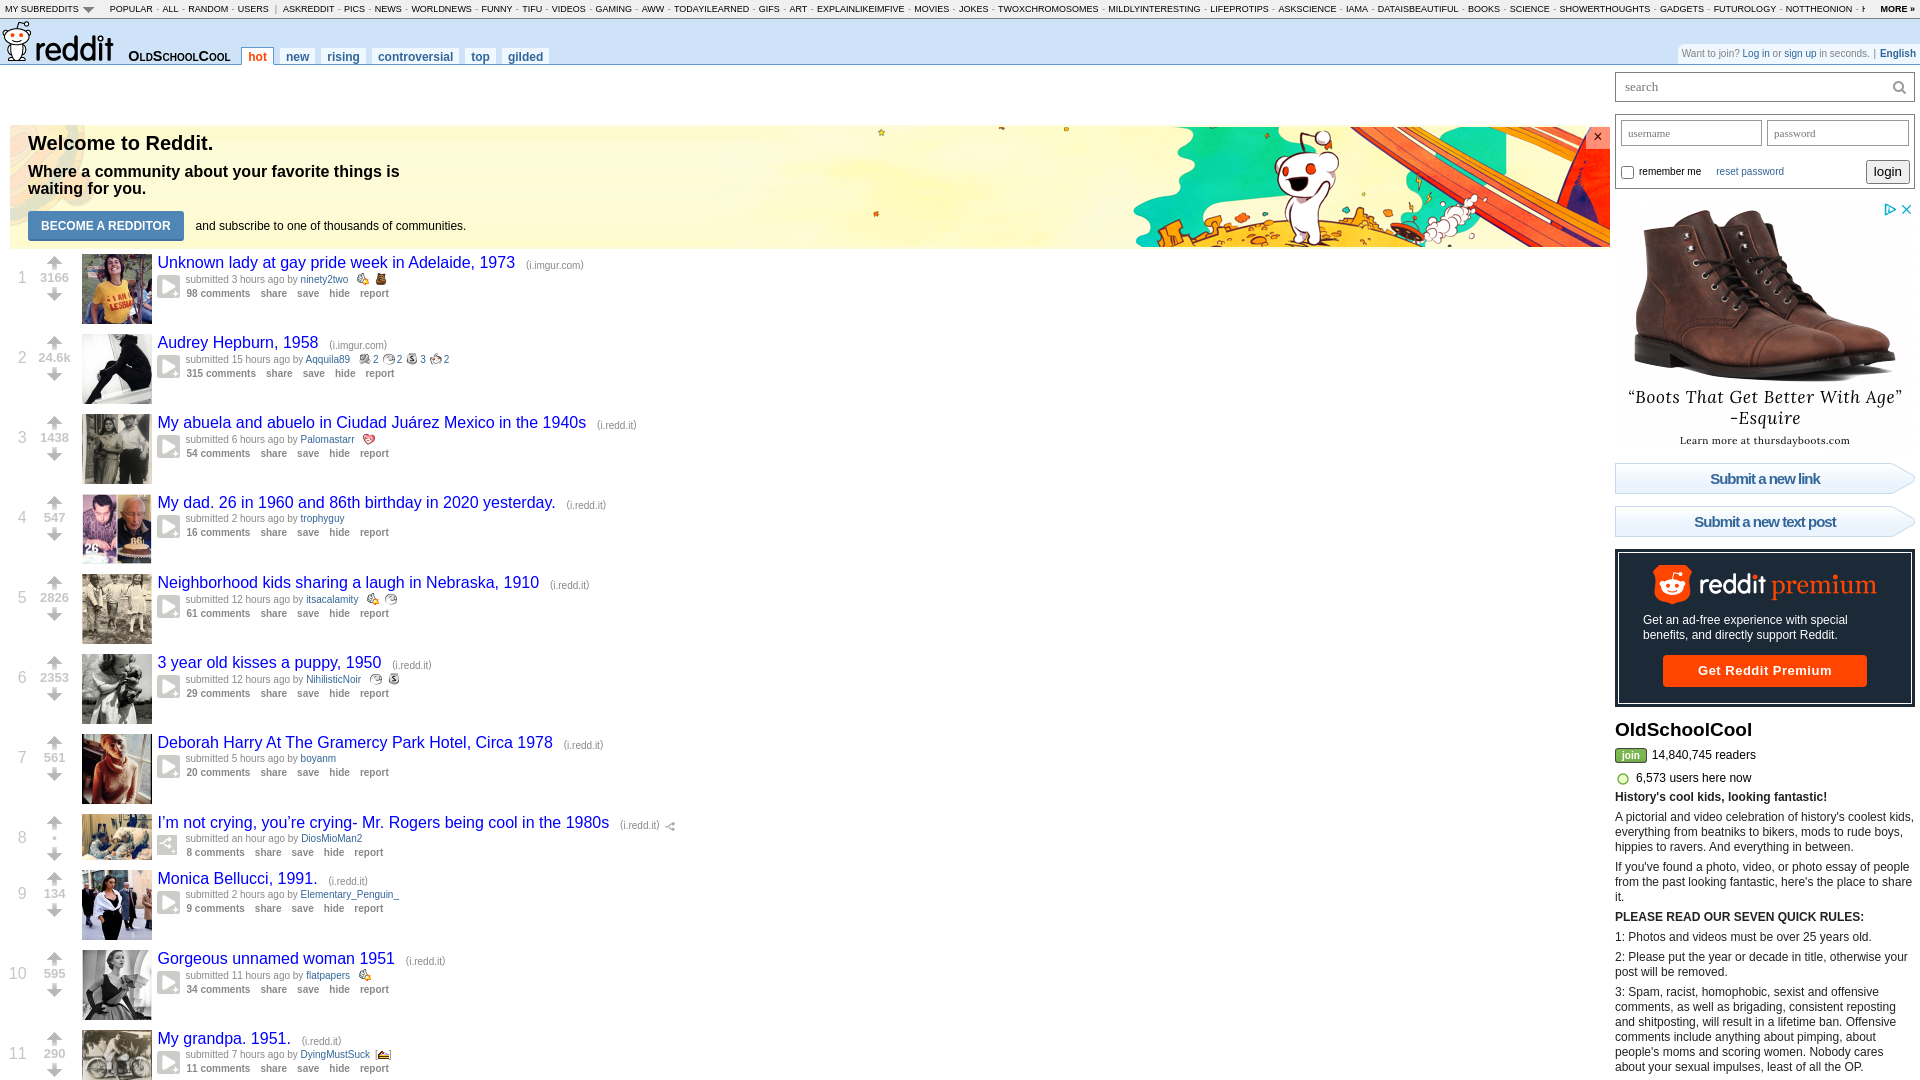 MY SUBREDDITS POPULAR - ALL - RANDOM - USERS | ASKREDDIT - PICS - NEWS - WORLDNEWS - FUNNY - TIFU - VIDEOS - GAMING - AWW - TODAYILEARNED - GIFS - ART - EXPLAINLIKEIMFIVE - MOVIES - JOKES - TWOXCHROMOSOMES - MILDLYINTERESTING - LIFEPROTIPS - ASKSCIENCE - IAMA - DATAISBEAUTIFUL - BOOKS - SCIENCE - SHOWERTHOUGHTS - GADGETS - FUTUROLOGY - NOTTHEONION - MORE »
reddit OLDSCHOOLCOOL hot new rising controversial top gilded
Want to join? Log in or sign up in seconds. | English
search
username password
remember me reset password login
Welcome to Reddit.
Where a community about your favorite things is
waiting for you.
BECOME A REDDITOR and subscribe to one of thousands of communities.
×
1 3166 Unknown lady at gay pride week in Adelaide, 1973 (i.imgur.com)
submitted 3 hours ago by ninety2two
98 comments share save hide report
I AM
LESBIAN
2 24.6k Audrey Hepburn, 1958 (i.imgur.com)
submitted 15 hours ago by Aqquila89 2 2 3 2
315 comments share save hide report
3 1438 My abuela and abuelo in Ciudad Juárez Mexico in the 1940s (i.redd.it)
submitted 6 hours ago by Palomastarr
54 comments share save hide report
4 547 My dad. 26 in 1960 and 86th birthday in 2020 yesterday. (i.redd.it)
submitted 2 hours ago by trophyguy
16 comments share save hide report
26 86
5 2826 Neighborhood kids sharing a laugh in Nebraska, 1910 (i.redd.it)
submitted 12 hours ago by itsacalamity
61 comments share save hide report
6 2353 3 year old kisses a puppy, 1950 (i.redd.it)
submitted 12 hours ago by NihilisticNoir
29 comments share save hide report
7 561 Deborah Harry At The Gramercy Park Hotel, Circa 1978 (i.redd.it)
submitted 5 hours ago by boyanm
20 comments share save hide report
8 • I’m not crying, you’re crying- Mr. Rogers being cool in the 1980s (i.redd.it)
submitted an hour ago by DiosMioMan2
8 comments share save hide report
9 134 Monica Bellucci, 1991. (i.redd.it)
submitted 2 hours ago by Elementary_Penguin_
9 comments share save hide report
10 595 Gorgeous unnamed woman 1951 (i.redd.it)
submitted 11 hours ago by flatpapers
34 comments share save hide report
11 290 My grandpa. 1951. (i.redd.it)
submitted 7 hours ago by DyingMustSuck []
11 comments share save hide report
“Boots That Get Better With Age”
-Esquire
Learn more at thursdayboots.com
Submit a new link
Submit a new text post
reddit premium
Get an ad-free experience with special
benefits, and directly support Reddit.
Get Reddit Premium
OldSchoolCool
join 14,840,745 readers
6,573 users here now
History's cool kids, looking fantastic!
A pictorial and video celebration of history's coolest kids,
everything from beatniks to bikers, mods to rude boys,
hippies to ravers. And everything in between.
If you've found a photo, video, or photo essay of people
from the past looking fantastic, here's the place to share
it.
PLEASE READ OUR SEVEN QUICK RULES:
1: Photos and videos must be over 25 years old.
2: Please put the year or decade in title, otherwise your
post will be removed.
3: Spam, racist, homophobic, sexist and offensive
comments, as well as brigading, consistent reposting
and shitposting, will result in a lifetime ban. Offensive
comments include anything about pimping, about
people's moms and scoring women. Nobody cares
about your sexual impulses, least of all the OP.